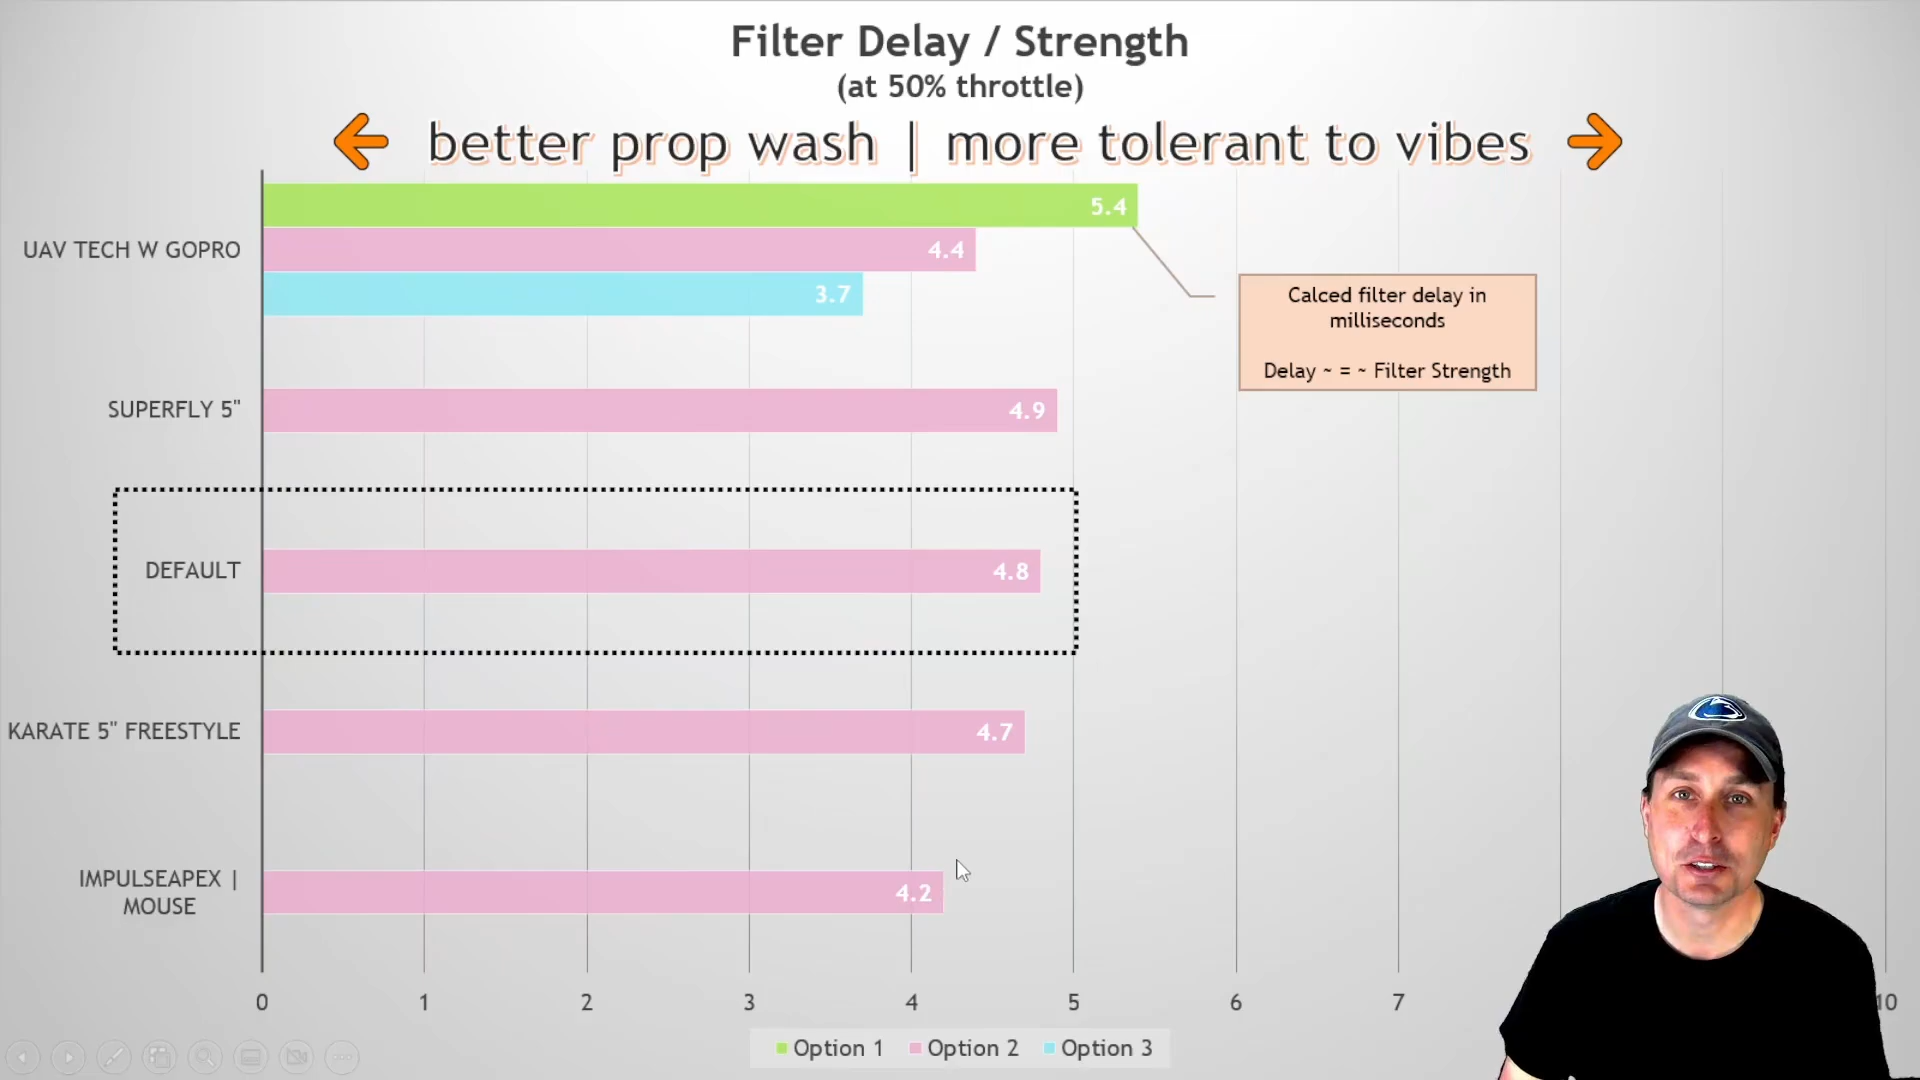 Filter Delay / Strength
(at 50% throttle)
better prop wash | more tolerant to vibes
5.4
UAV TECH W GOPRO
4.4
3.7
Calced filter delay in
milliseconds
Delay ~ = ~ Filter Strength
SUPERFLY 5"
4.9
DEFAULT
4.8
KARATE 5" FREESTYLE
4.7
IMPULSEAPEX |
MOUSE
4.2
0 1 2 3 4 5 6 7 10
Option 1 Option 2 Option 3